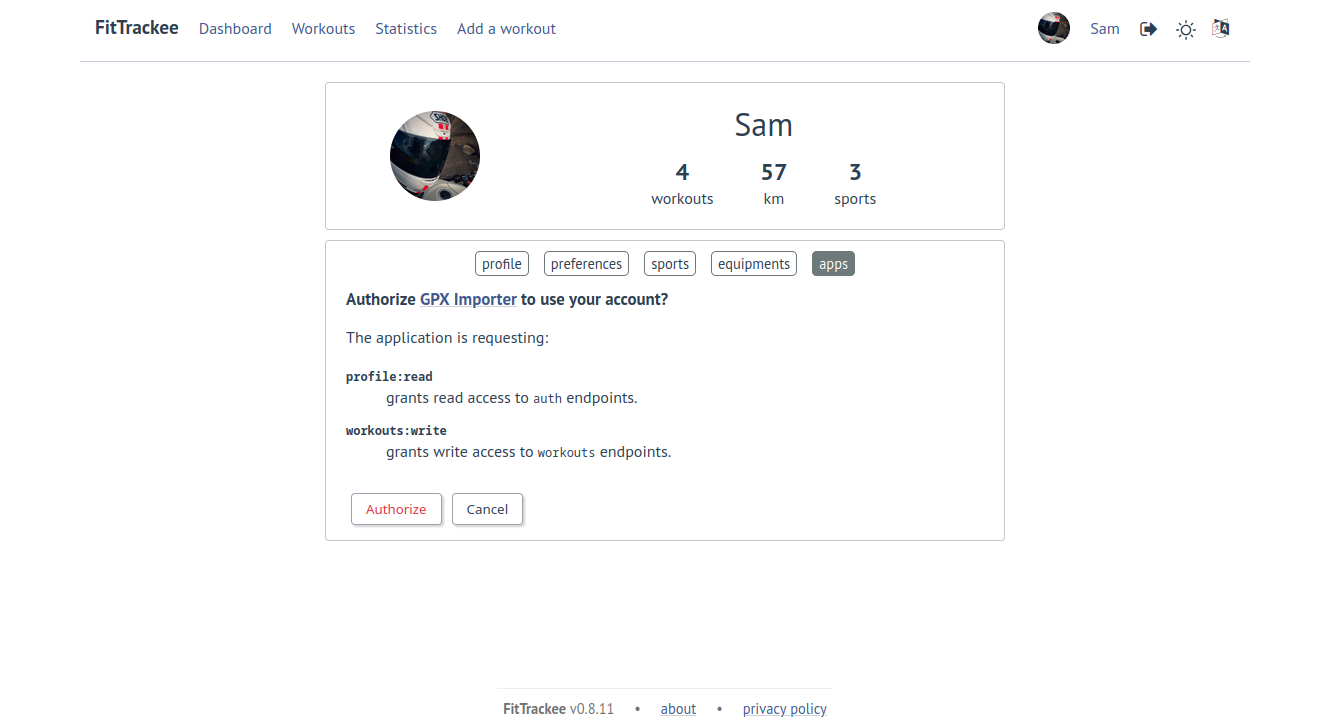 FitTrackee Dashboard Workouts Statistics Add a workout Sam
Sam
4 57 3
workouts km sports
profile preferences sports equipments apps
Authorize GPX Importer to use your account?
The application is requesting:
profile:read
grants read access to auth endpoints.
workouts:write
grants write access to workouts endpoints.
Authorize Cancel
FitTrackee v0.8.11 • about • privacy policy